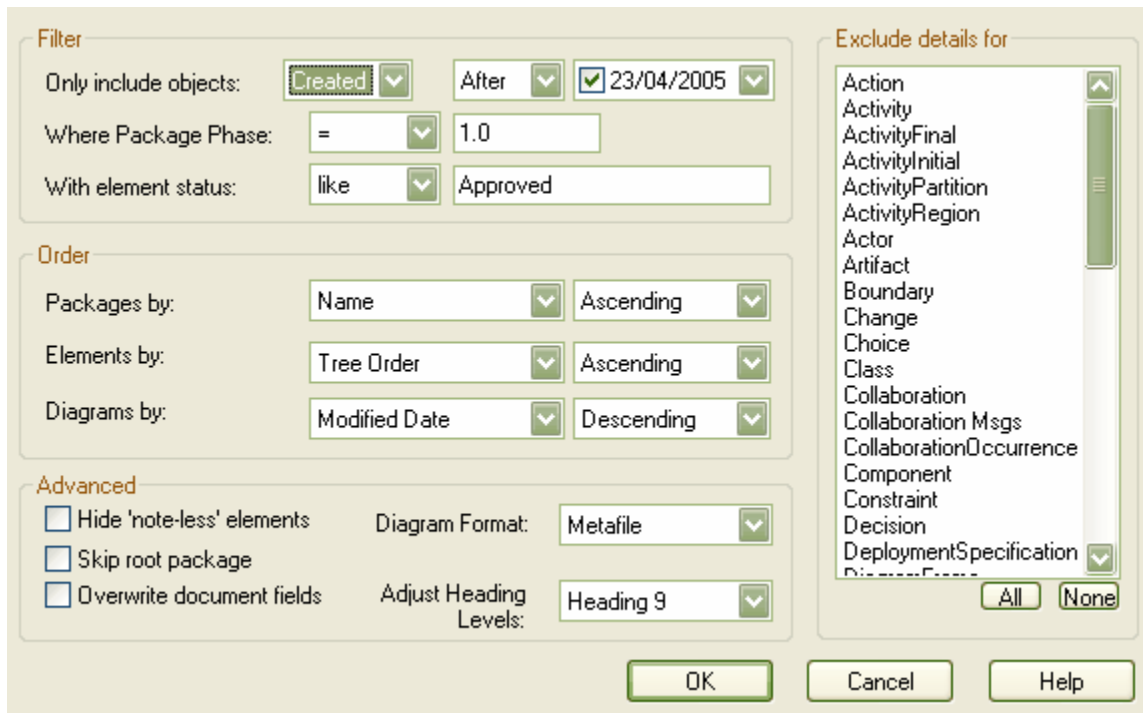 Filter
Only include objects: Created After 23/04/2005
Where Package Phase: = 1.0
With element status: like Approved
Order
Packages by: Name Ascending
Elements by: Tree Order Ascending
Diagrams by: Modified Date Descending
Advanced
Hide 'note-less' elements
Skip root package
Overwrite document fields
Diagram Format: Metafile
Adjust Heading
Levels: Heading 9
Exclude details for
Action
Activity
ActivityFinal
ActivityInitial
ActivityPartition
ActivityRegion
Actor
Artifact
Boundary
Change
Choice
Class
Collaboration
Collaboration Msgs
CollaborationOccurrence
Component
Constraint
Decision
DeploymentSpecification
All None
OK Cancel Help